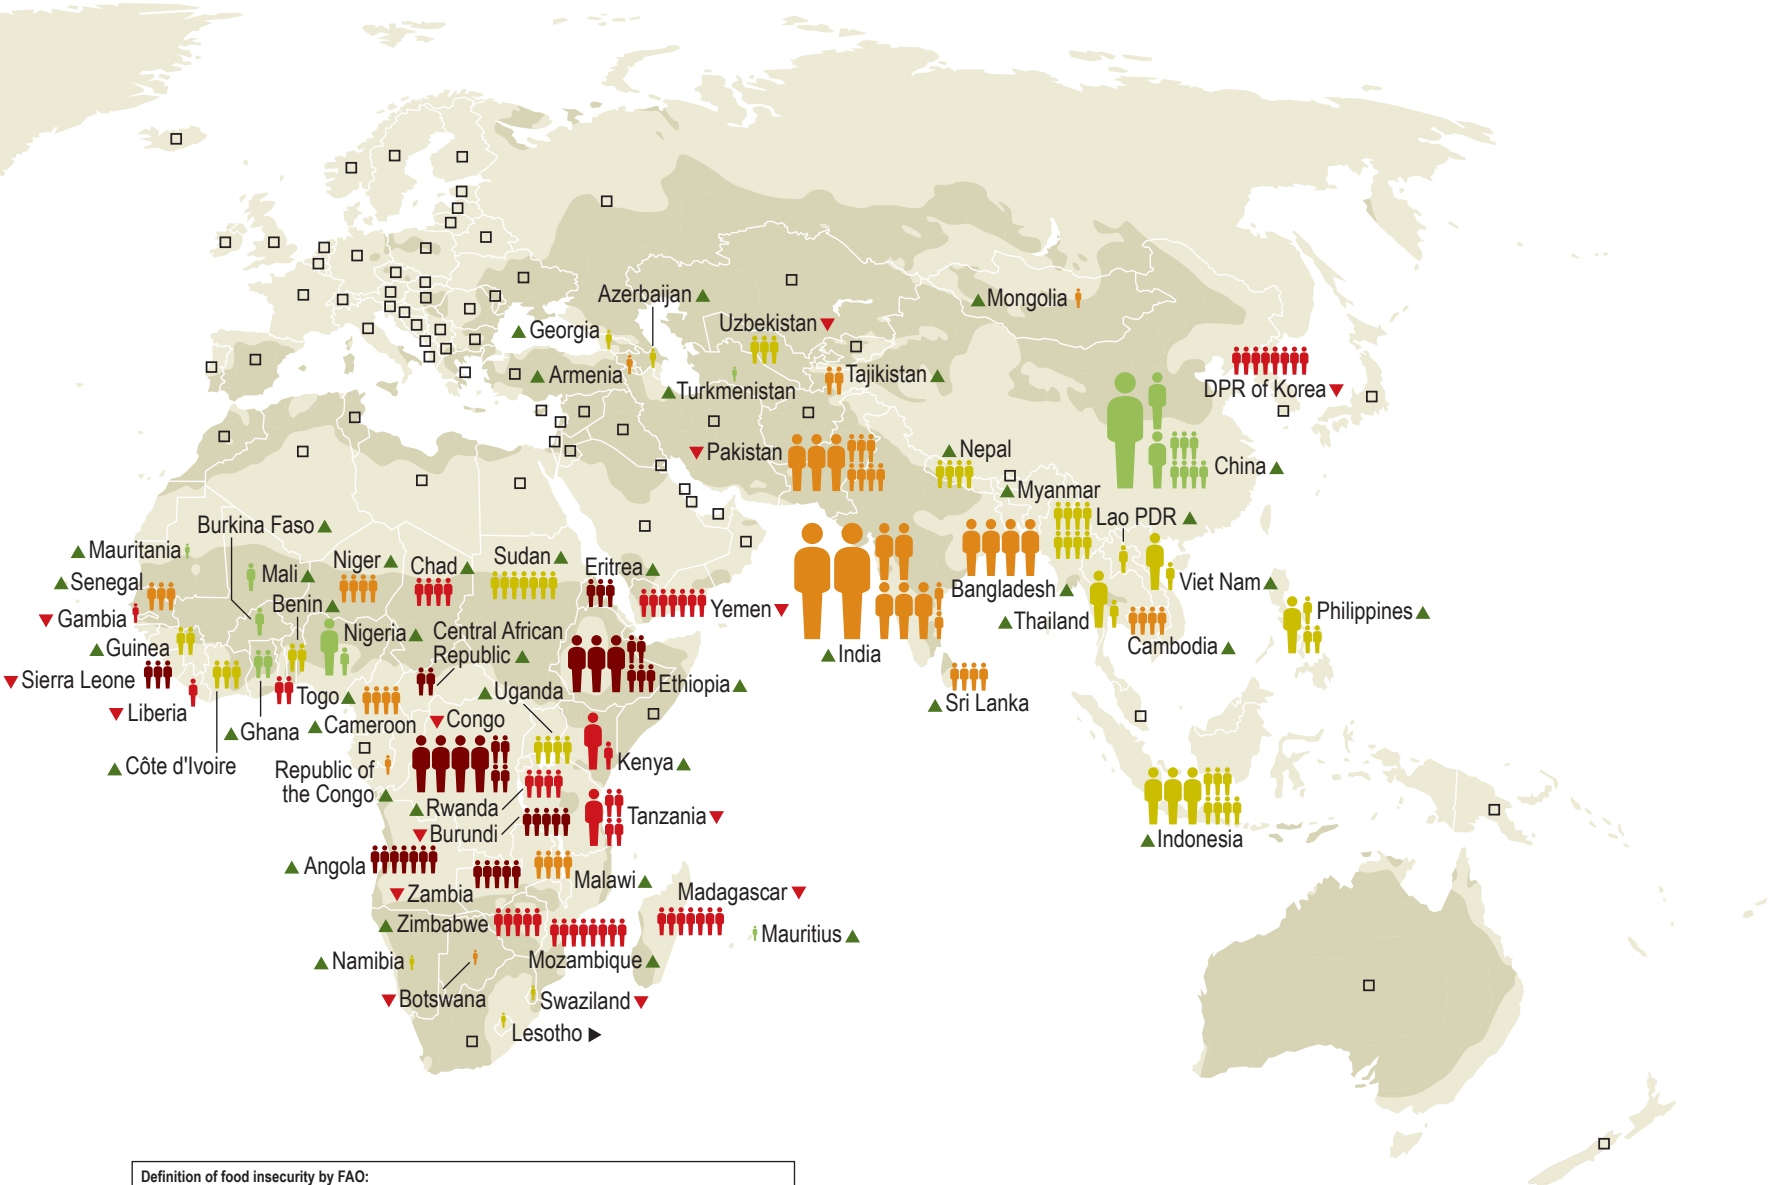 Azerbaijan
Mongolia
Georgia
Uzbekistan
Armenia
Tajikistan
Turkmenistan
DPR of Korea
Pakistan
Nepal
China
Myanmar
Lao PDR
Burkina Faso
Mauritania
Niger
Chad
Sudan
Eritrea
Senegal
Mali
Benin
Bangladesh
Viet Nam
Gambia
Yemen
Thailand
Philippines
Nigeria
Central African
Republic
Cambodia
Guinea
India
Sierra Leone
Togo
Uganda
Ethiopia
Sri Lanka
Liberia
Ghana
Cameroon
Congo
Côte d'Ivoire
Republic of
the Congo
Kenya
Rwanda
Tanzania
Burundi
Indonesia
Angola
Malawi
Zambia
Madagascar
Zimbabwe
Mauritius
Namibia
Mozambique
Botswana
Swaziland
Lesotho
Definition of food insecurity by FAO: